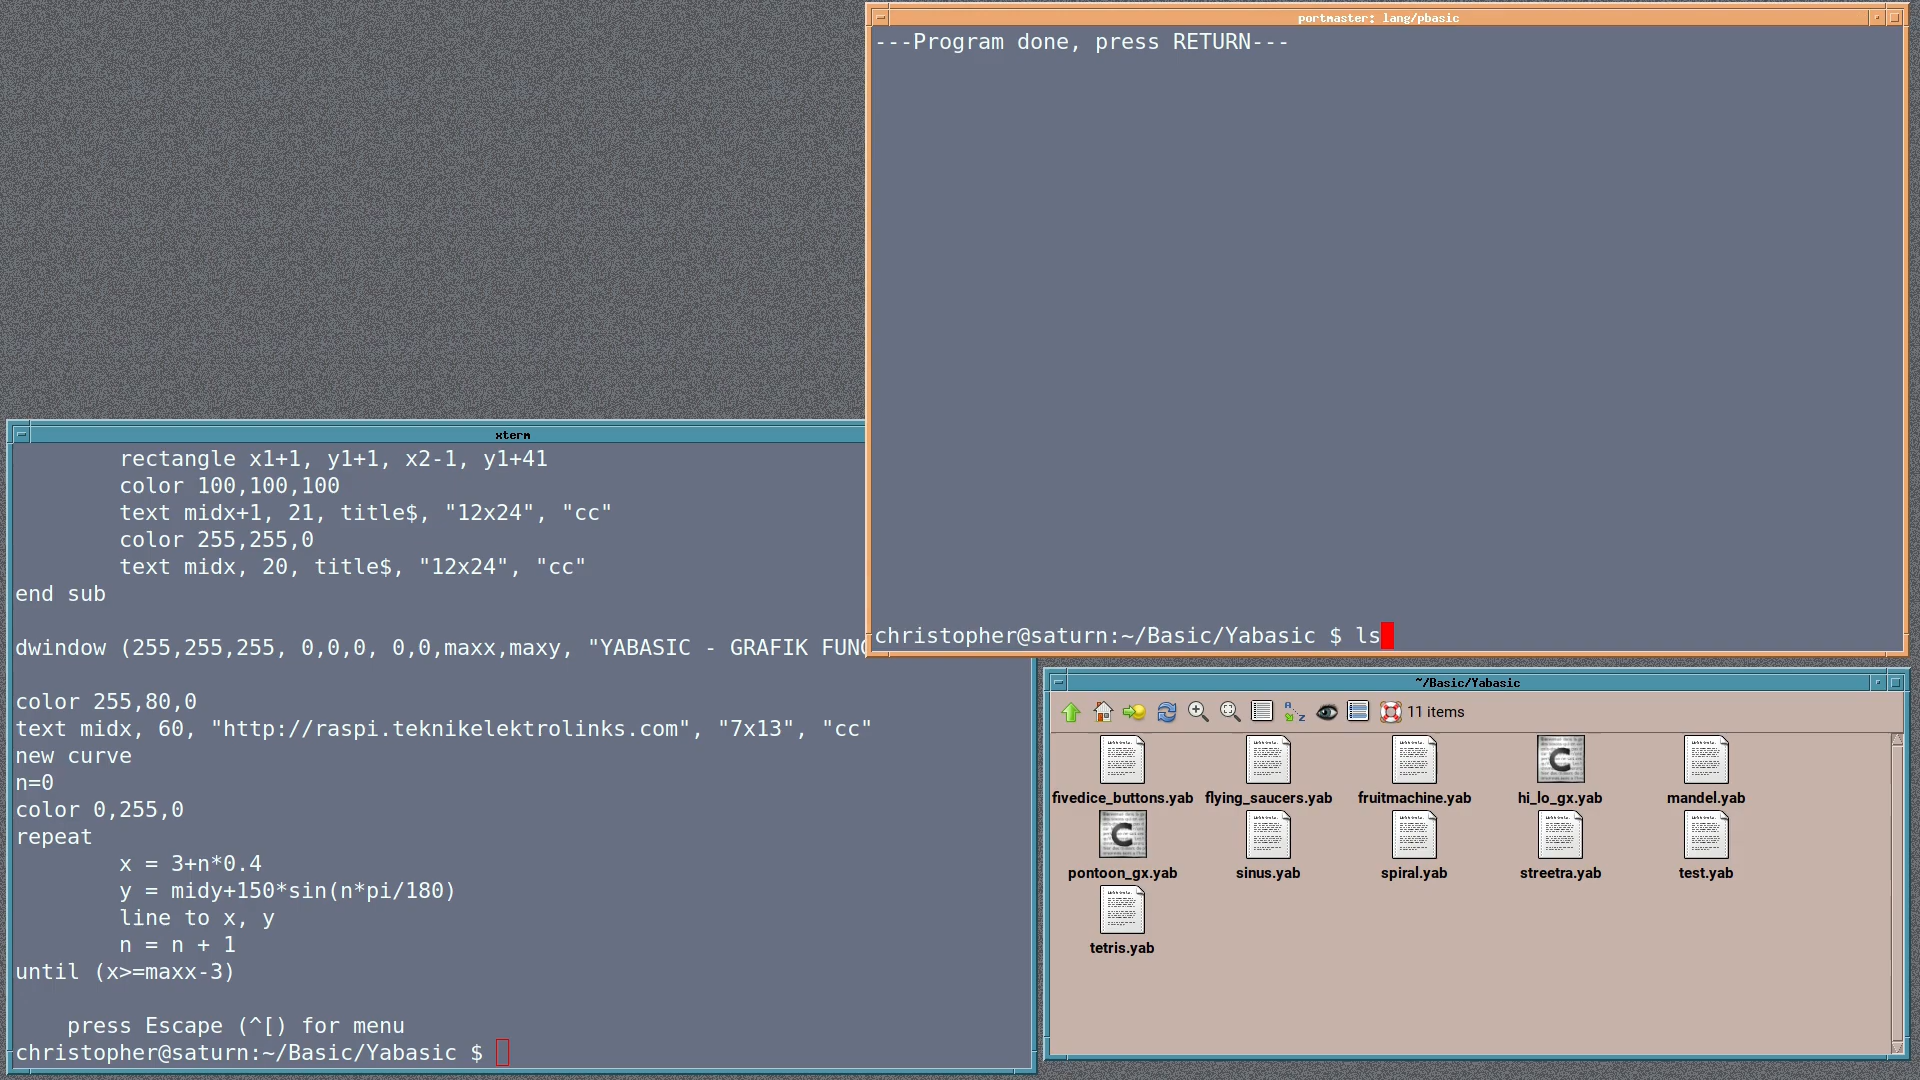 portmaster: lang/pbasic
---Program done, press RETURN---
christopher@saturn:~/Basic/Yabasic $ ls
xterm
rectangle x1+1, y1+1, x2-1, y1+41
color 100,100,100
text midx+1, 21, title$, "12x24", "cc"
color 255,255,0
text midx, 20, title$, "12x24", "cc"
end sub
dwindow (255,255,255, 0,0,0, 0,0,maxx,maxy, "YABASIC - GRAFIK FUNC
color 255,80,0
text midx, 60, "http://raspi.teknikelektrolinks.com", "7x13", "cc"
new curve
n=0
color 0,255,0
repeat
x = 3+n*0.4
y = midy+150*sin(n*pi/180)
line to x, y
n = n + 1
until (x>=maxx-3)
press Escape (^[) for menu
christopher@saturn:~/Basic/Yabasic $
~/Basic/Yabasic
11 items
fivedice_buttons.yab flying_saucers.yab fruitmachine.yab hi_lo_gx.yab mandel.yab
pontoon_gx.yab sinus.yab spiral.yab streetra.yab test.yab
tetris.yab